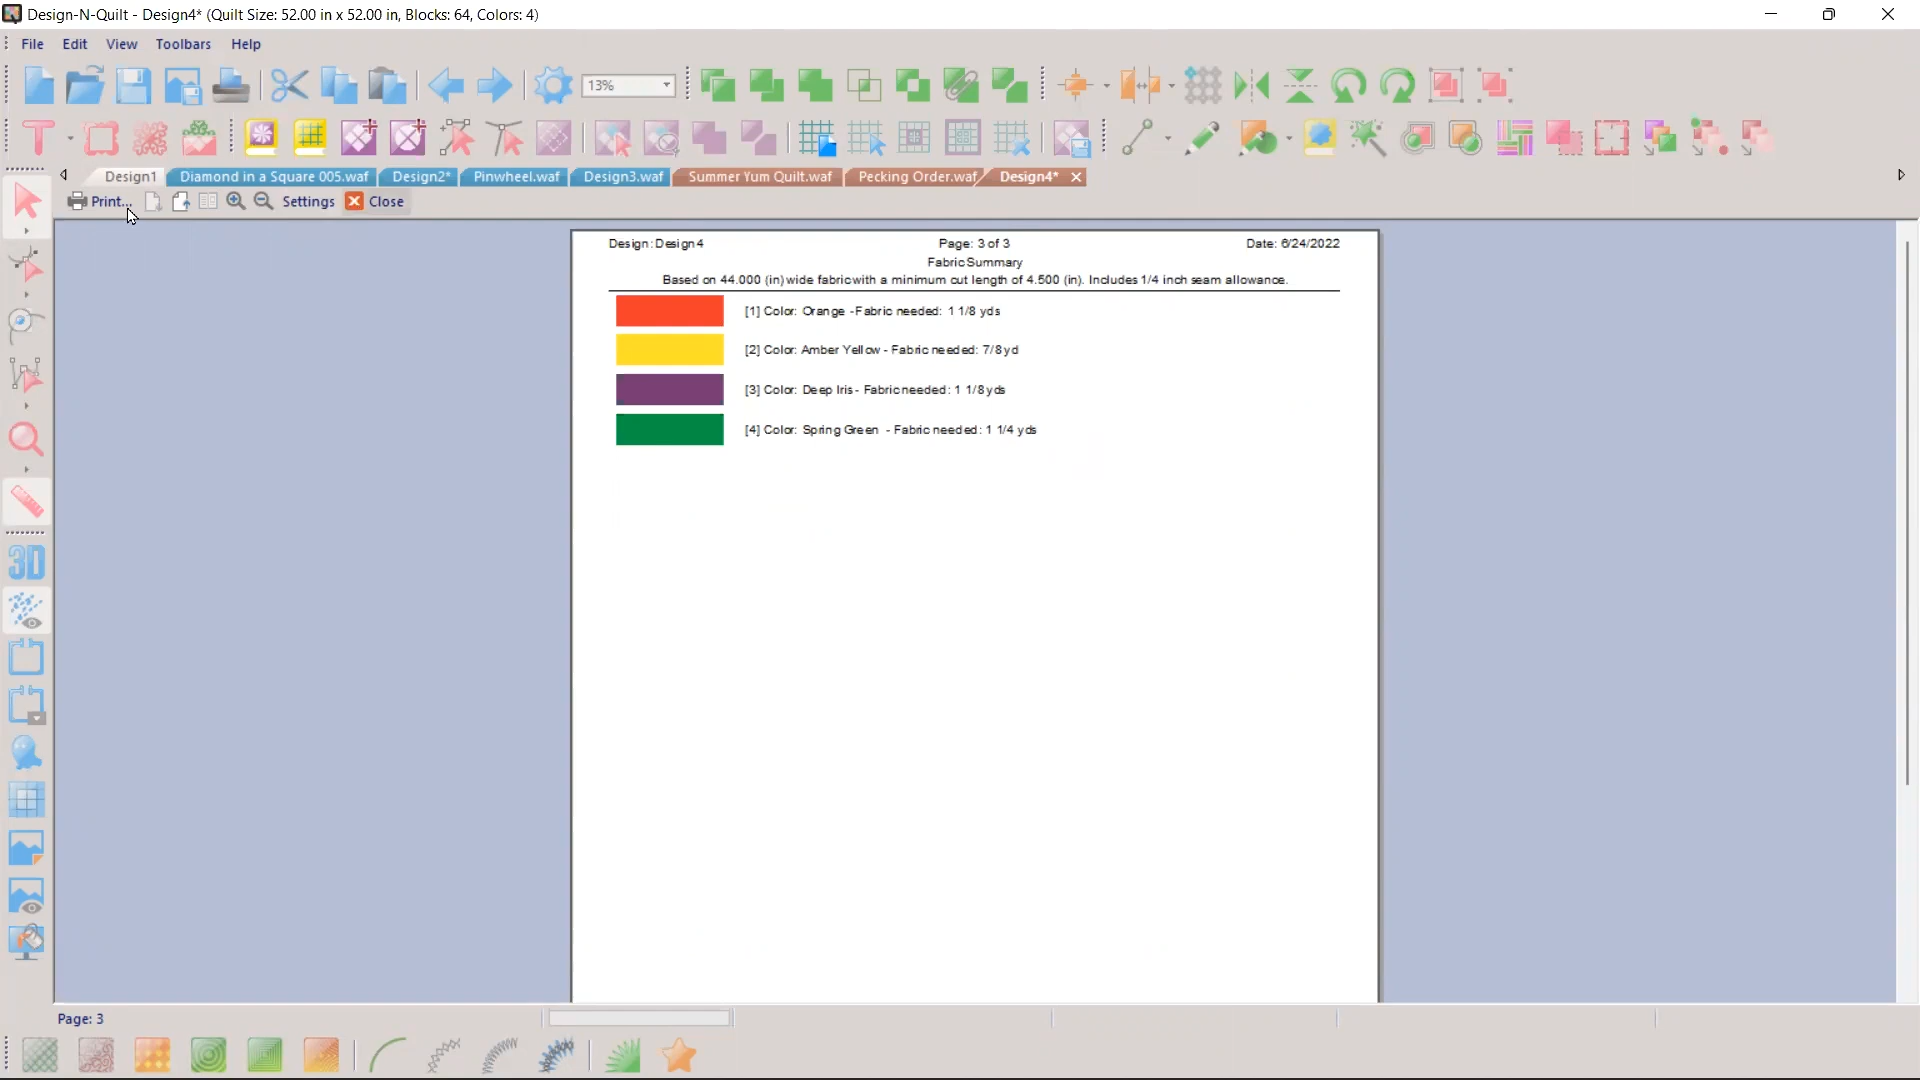 Design-N-Quilt - Design4* (Quilt Size: 52.00 in x 52.00 in, Blocks: 64, Colors: 4)
File Edit View Toolbars Help
13%
Design1 Diamond in a Square 005.waf Design2* Pinwheel.waf Design3.waf Summer Yum Quilt.waf Pecking Order.waf Design4*
Print... Settings Close
Design: Design4 Page: 3 of 3 Date: 6/24/2022
Fabric Summary
Based on 44.000 (in) wide fabric with a minimum cut length of 4.500 (in). Includes 1/4 inch seam allowance.
[1] Color: Orange - Fabric needed: 1 1/8 yds
[2] Color: Amber Yellow - Fabric needed: 7/8 yd
[3] Color: Deep Iris - Fabric needed: 1 1/8 yds
[4] Color: Spring Green - Fabric needed: 1 1/4 yds
3D
Page: 3